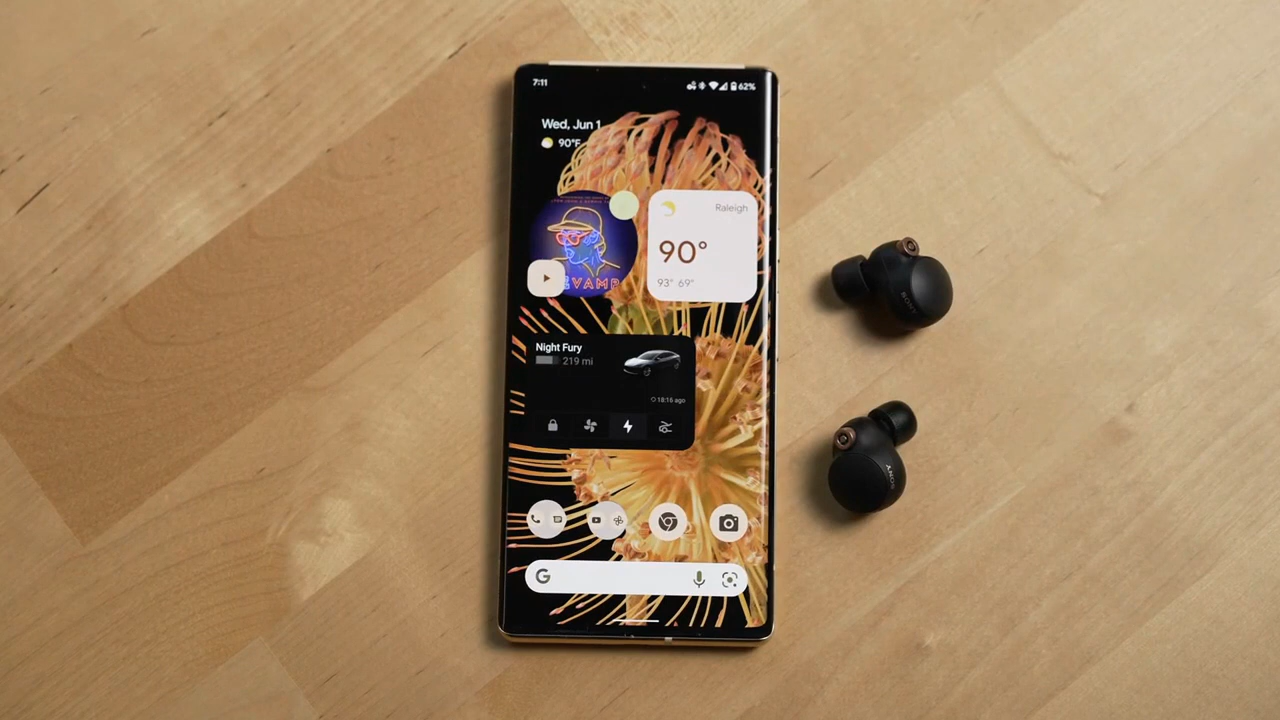 7:11
62%
Wed, Jun 1
90°F
Raleigh
90°
93° 69°
EVAMP
Night Fury
219 mi
18:16 ago
G
SONY
SONY